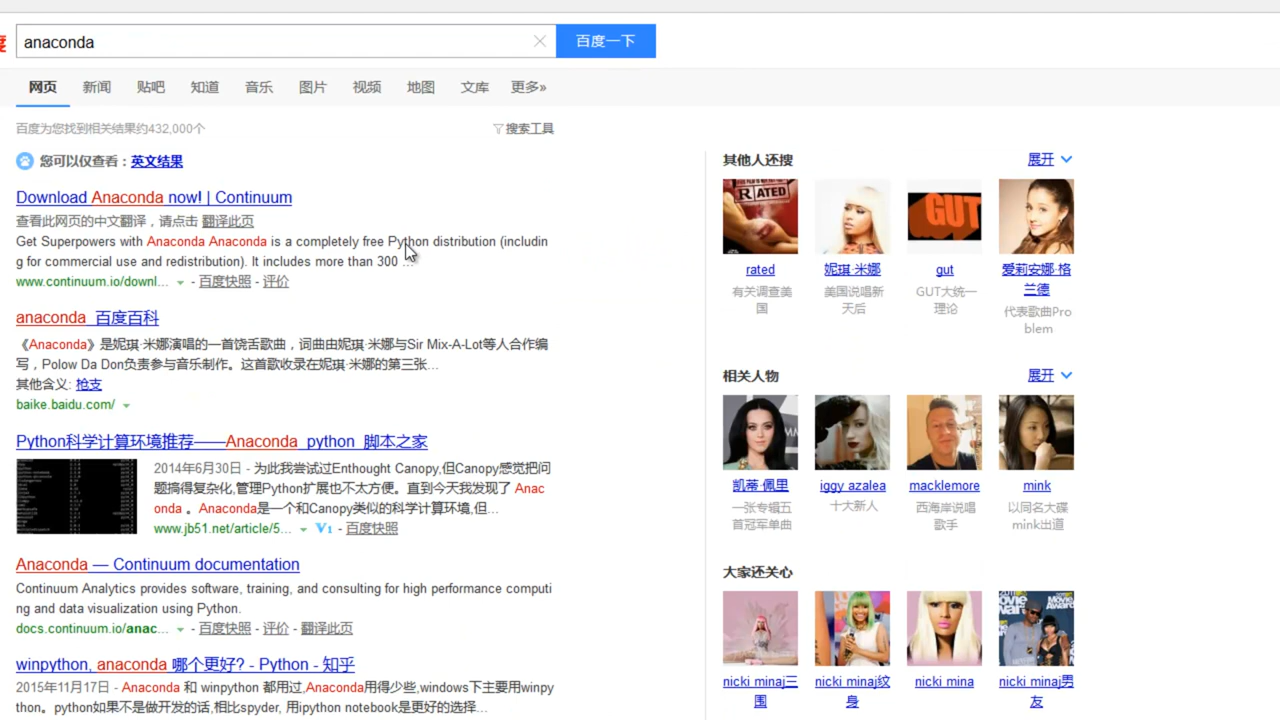 anaconda
百度一下
网页 新闻 贴吧 知道 音乐 图片 视频 地图 文库 更多»
百度为您找到相关结果约432,000个
搜索工具
您可以仅查看：英文结果
Download Anaconda now! | Continuum
查看此网页的中文翻译，请点击 翻译此页
Get Superpowers with Anaconda Anaconda is a completely free Python distribution (includin
g for commercial use and redistribution). It includes more than 300 ...
www.continuum.io/downl... - 百度快照 - 评价
anaconda_百度百科
《Anaconda》是妮琪·米娜演唱的一首饶舌歌曲，词曲由妮琪·米娜与Sir Mix-A-Lot等人合作编
写，Polow Da Don负责参与音乐制作。这首歌收录在妮琪·米娜的第三张...
其他含义: 枪支
baike.baidu.com/
Python科学计算环境推荐——Anaconda_python_脚本之家
2014年6月30日 - 为此我尝试过Enthought Canopy,但Canopy感觉把问
题搞得复杂化,管理Python扩展也不太方便。直到今天我发现了 Anac
onda 。Anaconda是一个和Canopy类似的科学计算环境,但...
www.jb51.net/article/5... V1 - 百度快照
Anaconda — Continuum documentation
Continuum Analytics provides software, training, and consulting for high performance computi
ng and data visualization using Python.
docs.continuum.io/anac... - 百度快照 - 评价 - 翻译此页
winpython, anaconda 哪个更好? - Python - 知乎
2015年11月17日 - Anaconda 和 winpython 都用过,Anaconda用得少些,windows下主要用winpy
thon。python如果不是做开发的话,相比spyder, 用ipython notebook是更好的选择...
其他人还搜 展开
RATED
GUT
rated 妮琪·米娜 gut 爱莉安娜·格
兰德
有关调查美 美国说唱新 GUT大统一 代表歌曲Pro
国 天后 理论 blem
相关人物 展开
凯蒂·佩里 iggy azalea macklemore mink
一张专辑五 十大新人 西海岸说唱 以同名大碟
首冠军单曲 歌手 mink出道
大家还关心
nicki minaj三 nicki minaj纹 nicki mina nicki minaj男
围 身 友